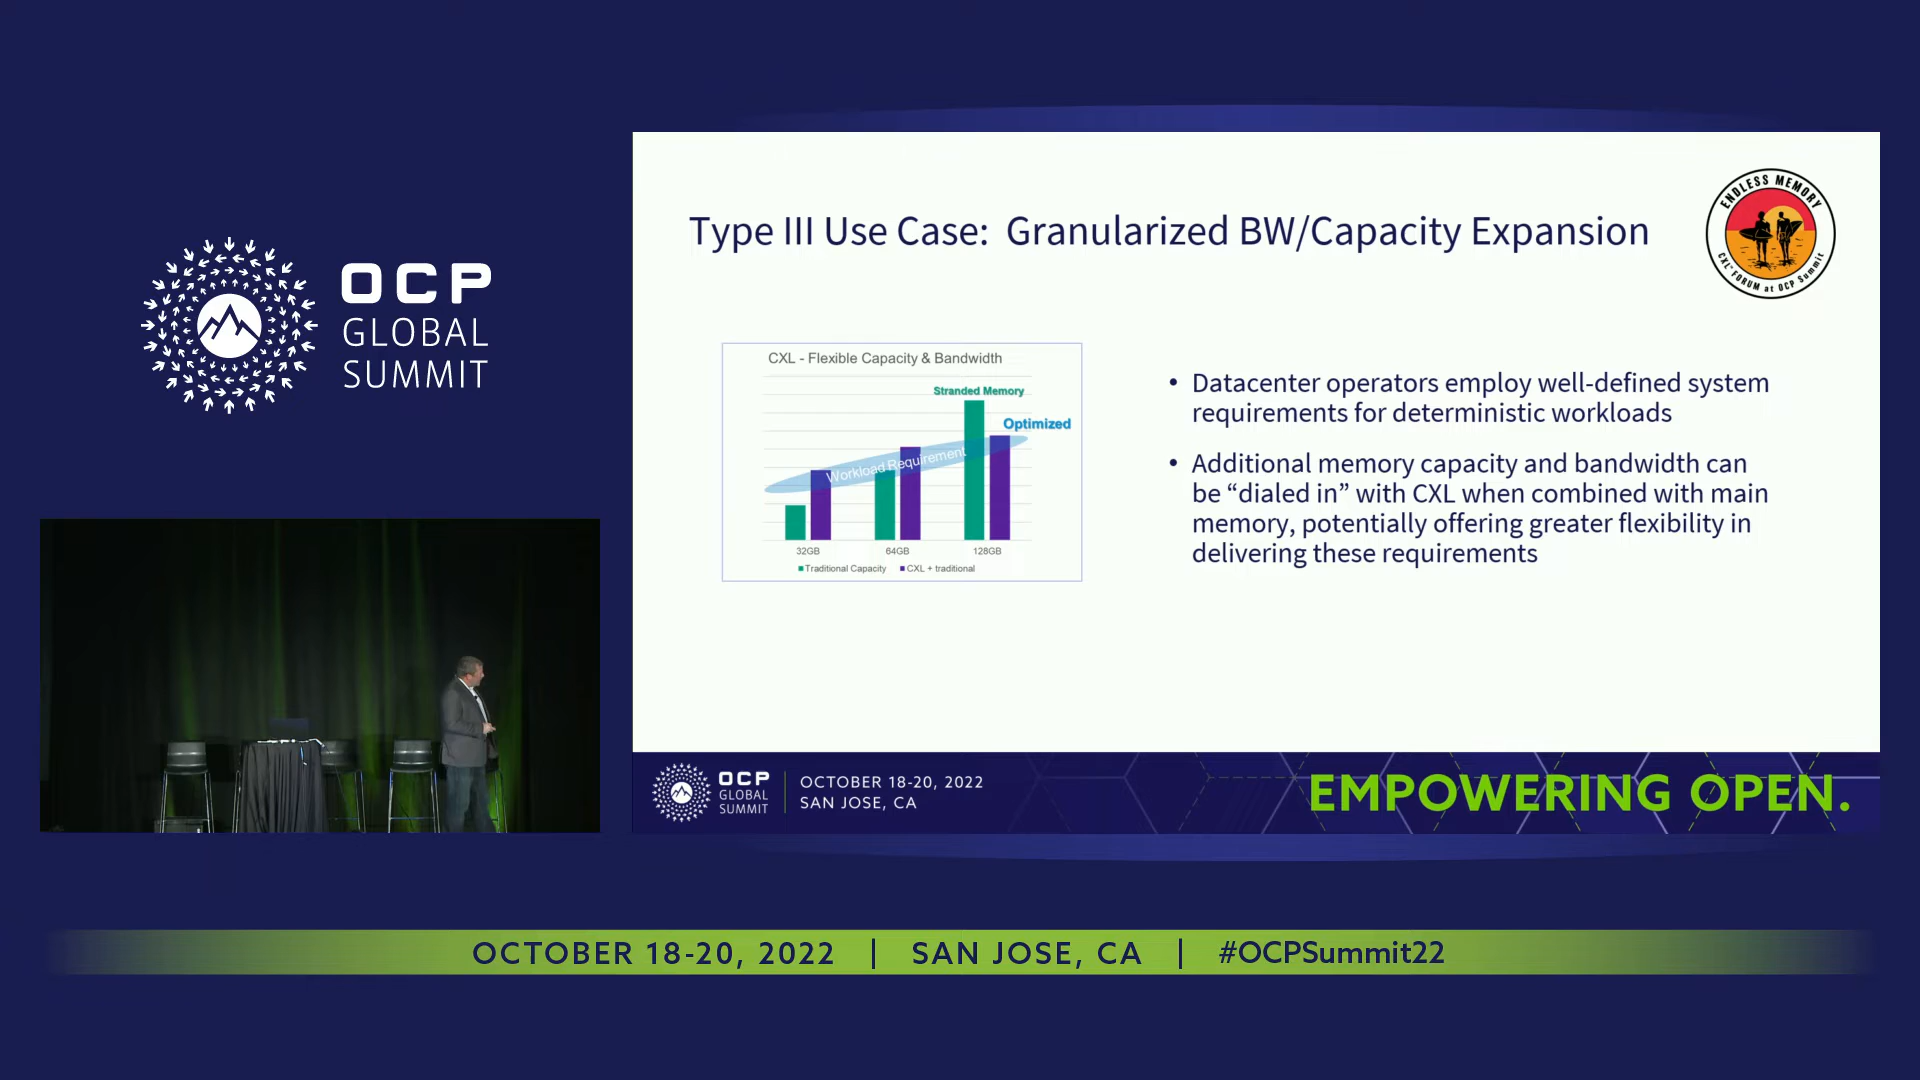 OCP
GLOBAL
SUMMIT
Type III Use Case: Granularized BW/Capacity Expansion
ENDLESS MEMORY
CXL™ FORUM at OCP Summit
CXL - Flexible Capacity & Bandwidth
Stranded Memory
Optimized
Workload Requirement
32GB 64GB 128GB
Traditional Capacity CXL + traditional
• Datacenter operators employ well-defined system
requirements for deterministic workloads
• Additional memory capacity and bandwidth can
be “dialed in” with CXL when combined with main
memory, potentially offering greater flexibility in
delivering these requirements
OCP
GLOBAL
SUMMIT
OCTOBER 18-20, 2022
SAN JOSE, CA
EMPOWERING OPEN.
OCTOBER 18-20, 2022 | SAN JOSE, CA | #OCPSummit22